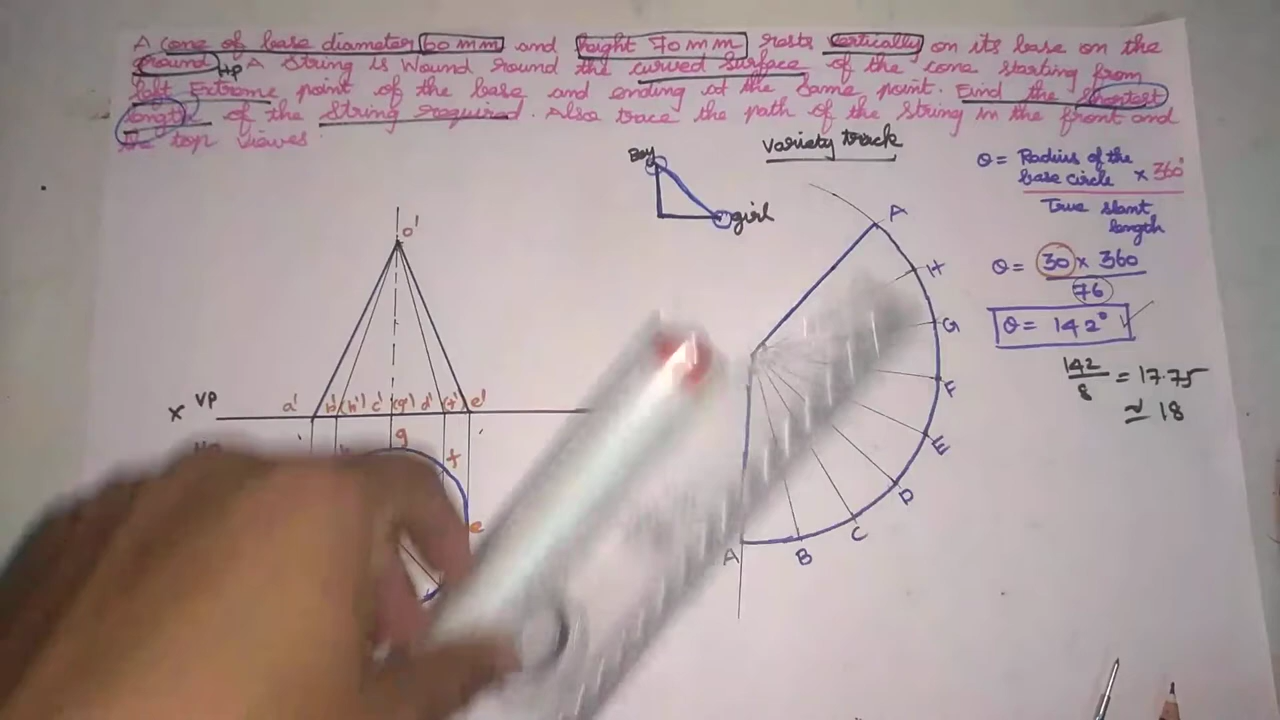 A cone of base diameter 60 mm and height 70 mm rests vertically on its base on the
ground HP A String is Wound round the curved surface of the cone starting from
left Extreme point of the base and ending at the same point. Find the shortest
length of the string required. Also trace the path of the string in the front and
the top views
Boy
girl
Variety track
θ = Radius of the base circle × 360°
True slant length
θ = 30 × 360
76
θ = 142°
142
8
= 17.75
≃ 18
o'
X VP
a' b' (h') c' (g') d' (f') e'
g
f
e
A
H
G
F
E
D
C
B
A